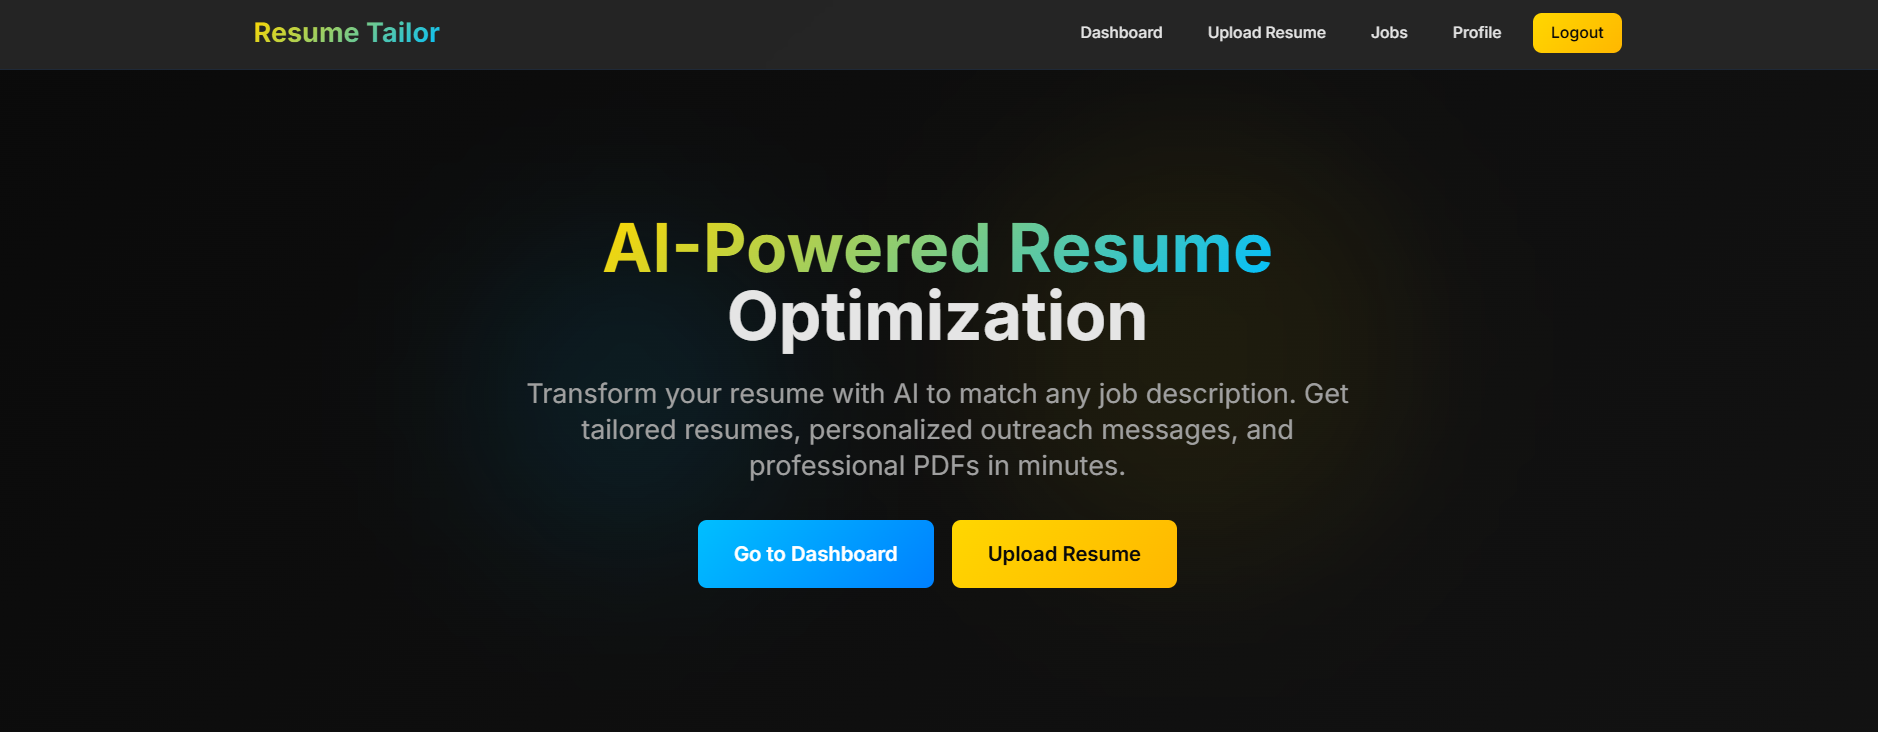 Resume Tailor
Dashboard
Upload Resume
Jobs
Profile
Logout
AI-Powered Resume
Optimization
Transform your resume with AI to match any job description. Get
tailored resumes, personalized outreach messages, and
professional PDFs in minutes.
Go to Dashboard
Upload Resume